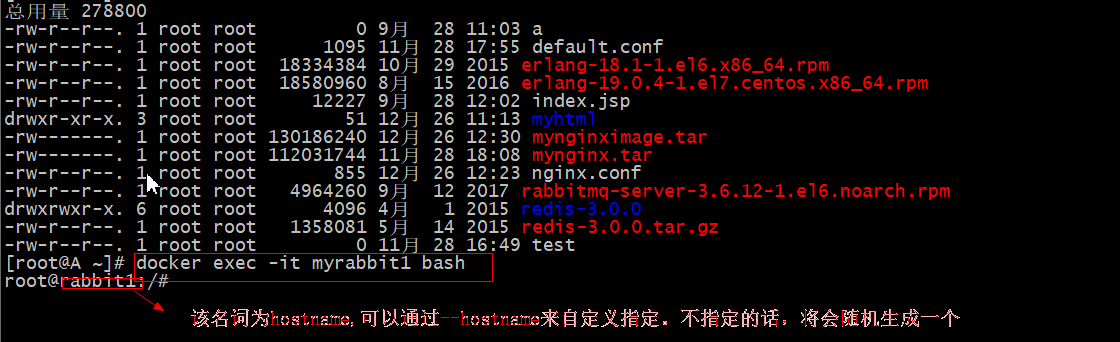 总用量 278800
-rw-r--r--. 1 root root 0 9月 28 11:03 a
-rw-r--r--. 1 root root 1095 11月 28 17:55 default.conf
-rw-r--r--. 1 root root 18334384 10月 29 2015 erlang-18.1-1.el6.x86_64.rpm
-rw-r--r--. 1 root root 18580960 8月 15 2016 erlang-19.0.4-1.el7.centos.x86_64.rpm
-rw-r--r--. 1 root root 12227 9月 28 12:02 index.jsp
drwxr-xr-x. 3 root root 51 12月 26 11:13 myhtml
-rw-------. 1 root root 130186240 12月 26 12:30 mynginximage.tar
-rw-------. 1 root root 112031744 11月 28 18:08 mynginx.tar
-rw-r--r--. 1 root root 855 12月 26 12:23 nginx.conf
-rw-r--r--. 1 root root 4964260 9月 12 2017 rabbitmq-server-3.6.12-1.el6.noarch.rpm
drwxrwxr-x. 6 root root 4096 4月 1 2015 redis-3.0.0
-rw-r--r--. 1 root root 1358081 5月 14 2015 redis-3.0.0.tar.gz
-rw-r--r--. 1 root root 0 11月 28 16:49 test
[root@A ~]# docker exec -it myrabbit1 bash
root@rabbit1:/#
该名词为hostname,可以通过--hostname来自定义指定。不指定的话，将会随机生成一个